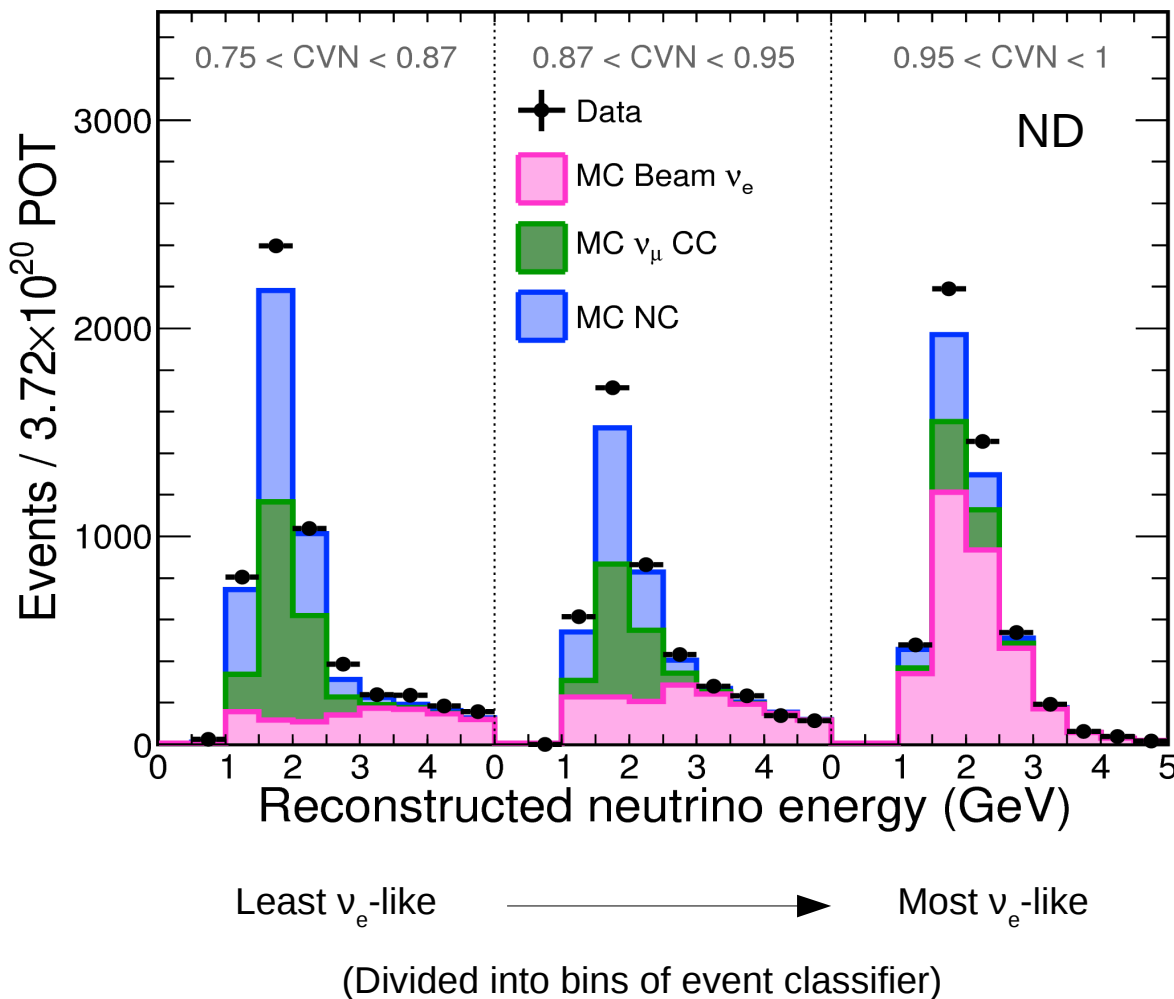 0.75 < CVN < 0.87
0.87 < CVN < 0.95
0.95 < CVN < 1
ND
Data
MC Beam νe
MC νμ CC
MC NC
Events / 3.72×10²⁰ POT
3000
2000
1000
0
0 1 2 3 4 0 1 2 3 4 0 1 2 3 4 5
Reconstructed neutrino energy (GeV)
Least νe-like Most νe-like
(Divided into bins of event classifier)